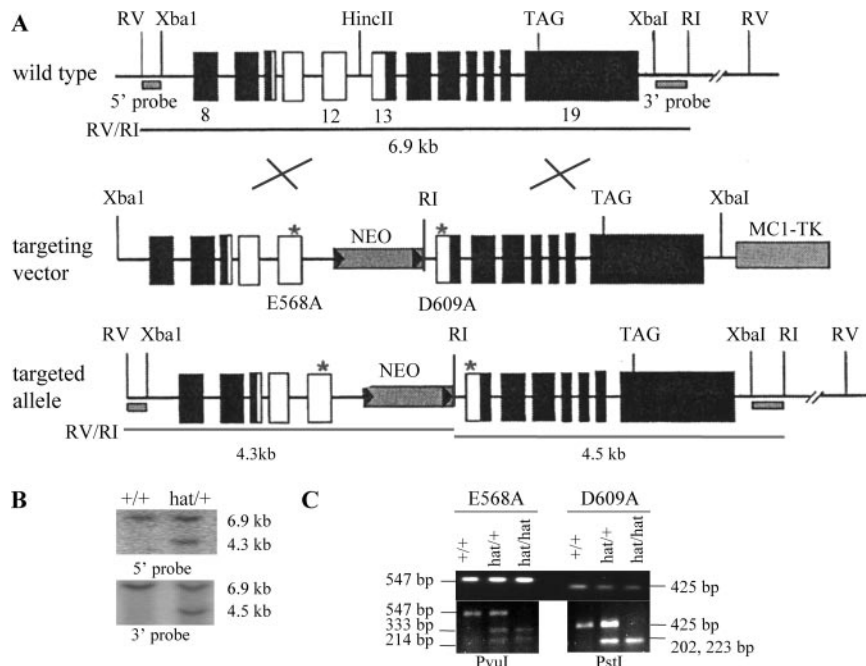 A
RV Xba1 HincII TAG XbaI RI RV
wild type
5' probe 3' probe
8 12 13 19
RV/RI
6.9 kb
Xba1 RI TAG XbaI
NEO MC1-TK
* *
targeting
vector
E568A D609A
RV Xba1 RI TAG XbaI RI RV
* NEO *
targeted
allele
RV/RI
4.3kb 4.5 kb
B
+/+ hat/+
6.9 kb
4.3 kb
5' probe
6.9 kb
4.5 kb
3' probe
C
E568A D609A
+/+ hat/+ hat/hat +/+ hat/+ hat/hat
547 bp 425 bp
547 bp 425 bp
333 bp
214 bp 202, 223 bp
PvuI PstI